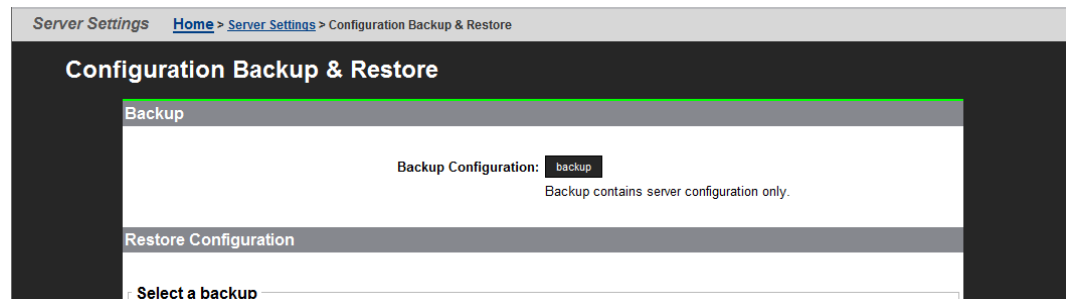 Server Settings Home > Server Settings > Configuration Backup & Restore
Configuration Backup & Restore
Backup
Backup Configuration: backup
Backup contains server configuration only.
Restore Configuration
Select a backup